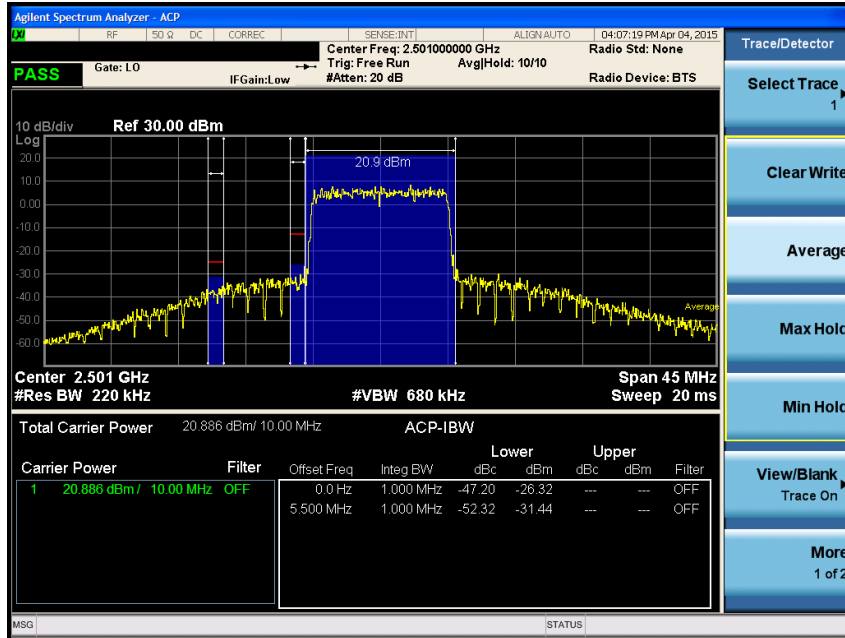 Agilent Spectrum Analyzer - ACP
LXI RF 50 Ω DC CORREC SENSE:INT ALIGN AUTO 04:07:19 PM Apr 04, 2015
Center Freq: 2.501000000 GHz Radio Std: None
Trig: Free Run Avg|Hold: 10/10
PASS Gate: LO IFGain:Low #Atten: 20 dB Radio Device: BTS
10 dB/div Ref 30.00 dBm
Log
20.9 dBm
20.0
10.0
0.00
-10.0
-20.0
-30.0
-40.0
-50.0
-60.0
Average
Center 2.501 GHz Span 45 MHz
#Res BW 220 kHz #VBW 680 kHz Sweep 20 ms
Total Carrier Power 20.886 dBm/ 10.00 MHz ACP-IBW
Lower Upper
Carrier Power Filter Offset Freq Integ BW dBc dBm dBc dBm Filter
1 20.886 dBm / 10.00 MHz OFF 0.0 Hz 1.000 MHz -47.20 -26.32 --- --- OFF
5.500 MHz 1.000 MHz -52.32 -31.44 --- --- OFF
MSG STATUS
Trace/Detector
Select Trace
1
Clear Write
Average
Max Hold
Min Hold
View/Blank
Trace On
More
1 of 2